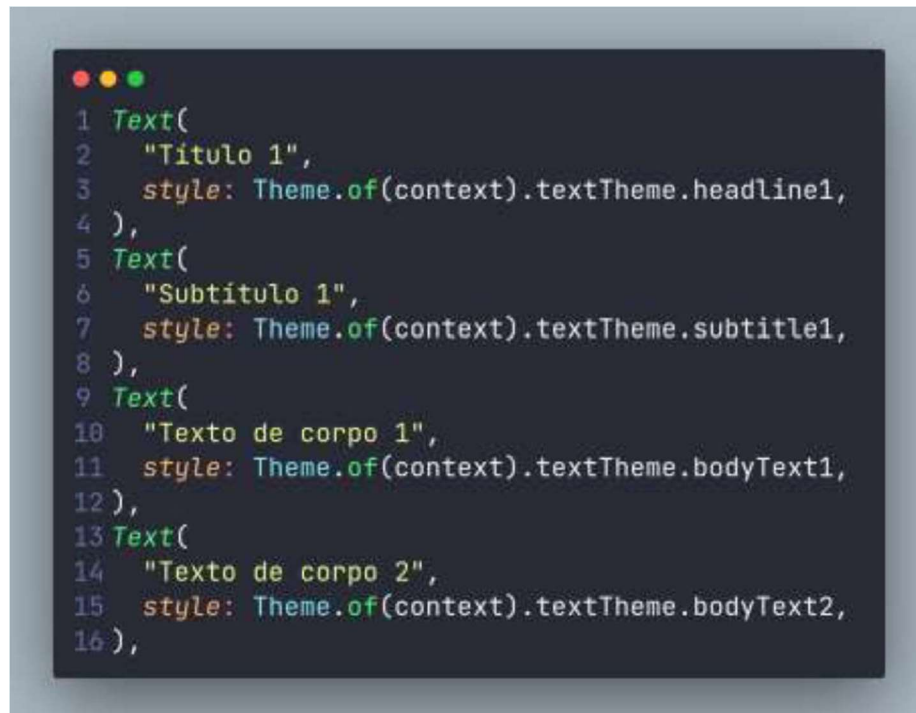 1 Text(
2 "Título 1",
3 style: Theme.of(context).textTheme.headline1,
4 ),
5 Text(
6 "Subtítulo 1",
7 style: Theme.of(context).textTheme.subtitle1,
8 ),
9 Text(
10 "Texto de corpo 1",
11 style: Theme.of(context).textTheme.bodyText1,
12 ),
13 Text(
14 "Texto de corpo 2",
15 style: Theme.of(context).textTheme.bodyText2,
16 ),